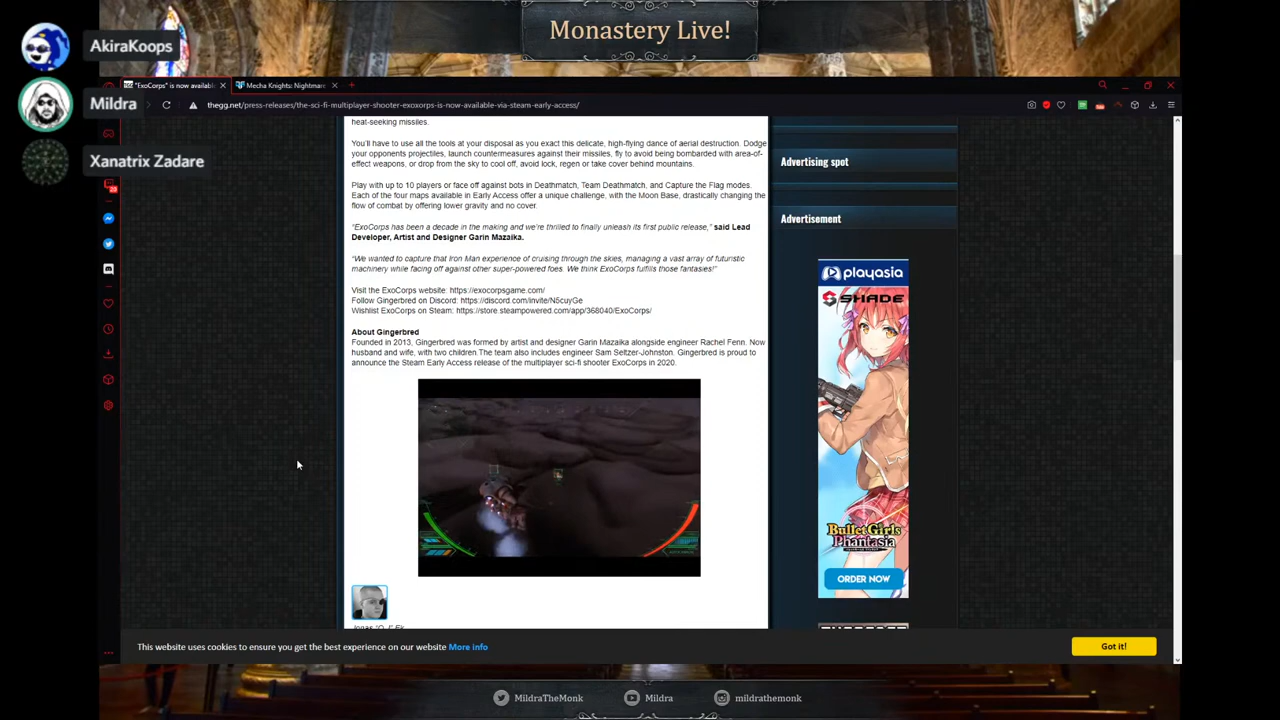 Monastery Live!
AkiraKoops
Mildra
Xanatrix Zadare
"ExoCorps" is now availab
Mecha Knights: Nightmare
thegg.net/press-releases/the-sci-fi-multiplayer-shooter-exoxorps-is-now-available-via-steam-early-access/
heat-seeking missiles.
You'll have to use all the tools at your disposal as you exact this delicate, high-flying dance of aerial destruction. Dodge
your opponents projectiles, launch countermeasures against their missiles, fly to avoid being bombarded with area-of-
effect weapons, or drop from the sky to cool off, avoid lock, regen or take cover behind mountains.
Play with up to 10 players or face off against bots in Deathmatch, Team Deathmatch, and Capture the Flag modes.
Each of the four maps available in Early Access offer a unique challenge, with the Moon Base, drastically changing the
flow of combat by offering lower gravity and no cover.
"ExoCorps has been a decade in the making and we're thrilled to finally unleash its first public release," said Lead
Developer, Artist and Designer Garin Mazaika.
"We wanted to capture that Iron Man experience of cruising through the skies, managing a vast array of futuristic
machinery while facing off against other super-powered foes. We think ExoCorps fulfills those fantasies!"
Visit the ExoCorps website: https://exocorpsgame.com/
Follow Gingerbred on Discord: https://discord.com/invite/N5cuyGe
Wishlist ExoCorps on Steam: https://store.steampowered.com/app/368040/ExoCorps/
About Gingerbred
Founded in 2013, Gingerbred was formed by artist and designer Garin Mazaika alongside engineer Rachel Fenn. Now
husband and wife, with two children.The team also includes engineer Sam Seltzer-Johnston. Gingerbred is proud to
announce the Steam Early Access release of the multiplayer sci-fi shooter ExoCorps in 2020.
Jonas "O.J" Ek
Advertising spot
Advertisement
playasia
SHADE
BulletGirls
Phantasia
ORDER NOW
This website uses cookies to ensure you get the best experience on our website More info
Got it!
MildraTheMonk
Mildra
mildrathemonk